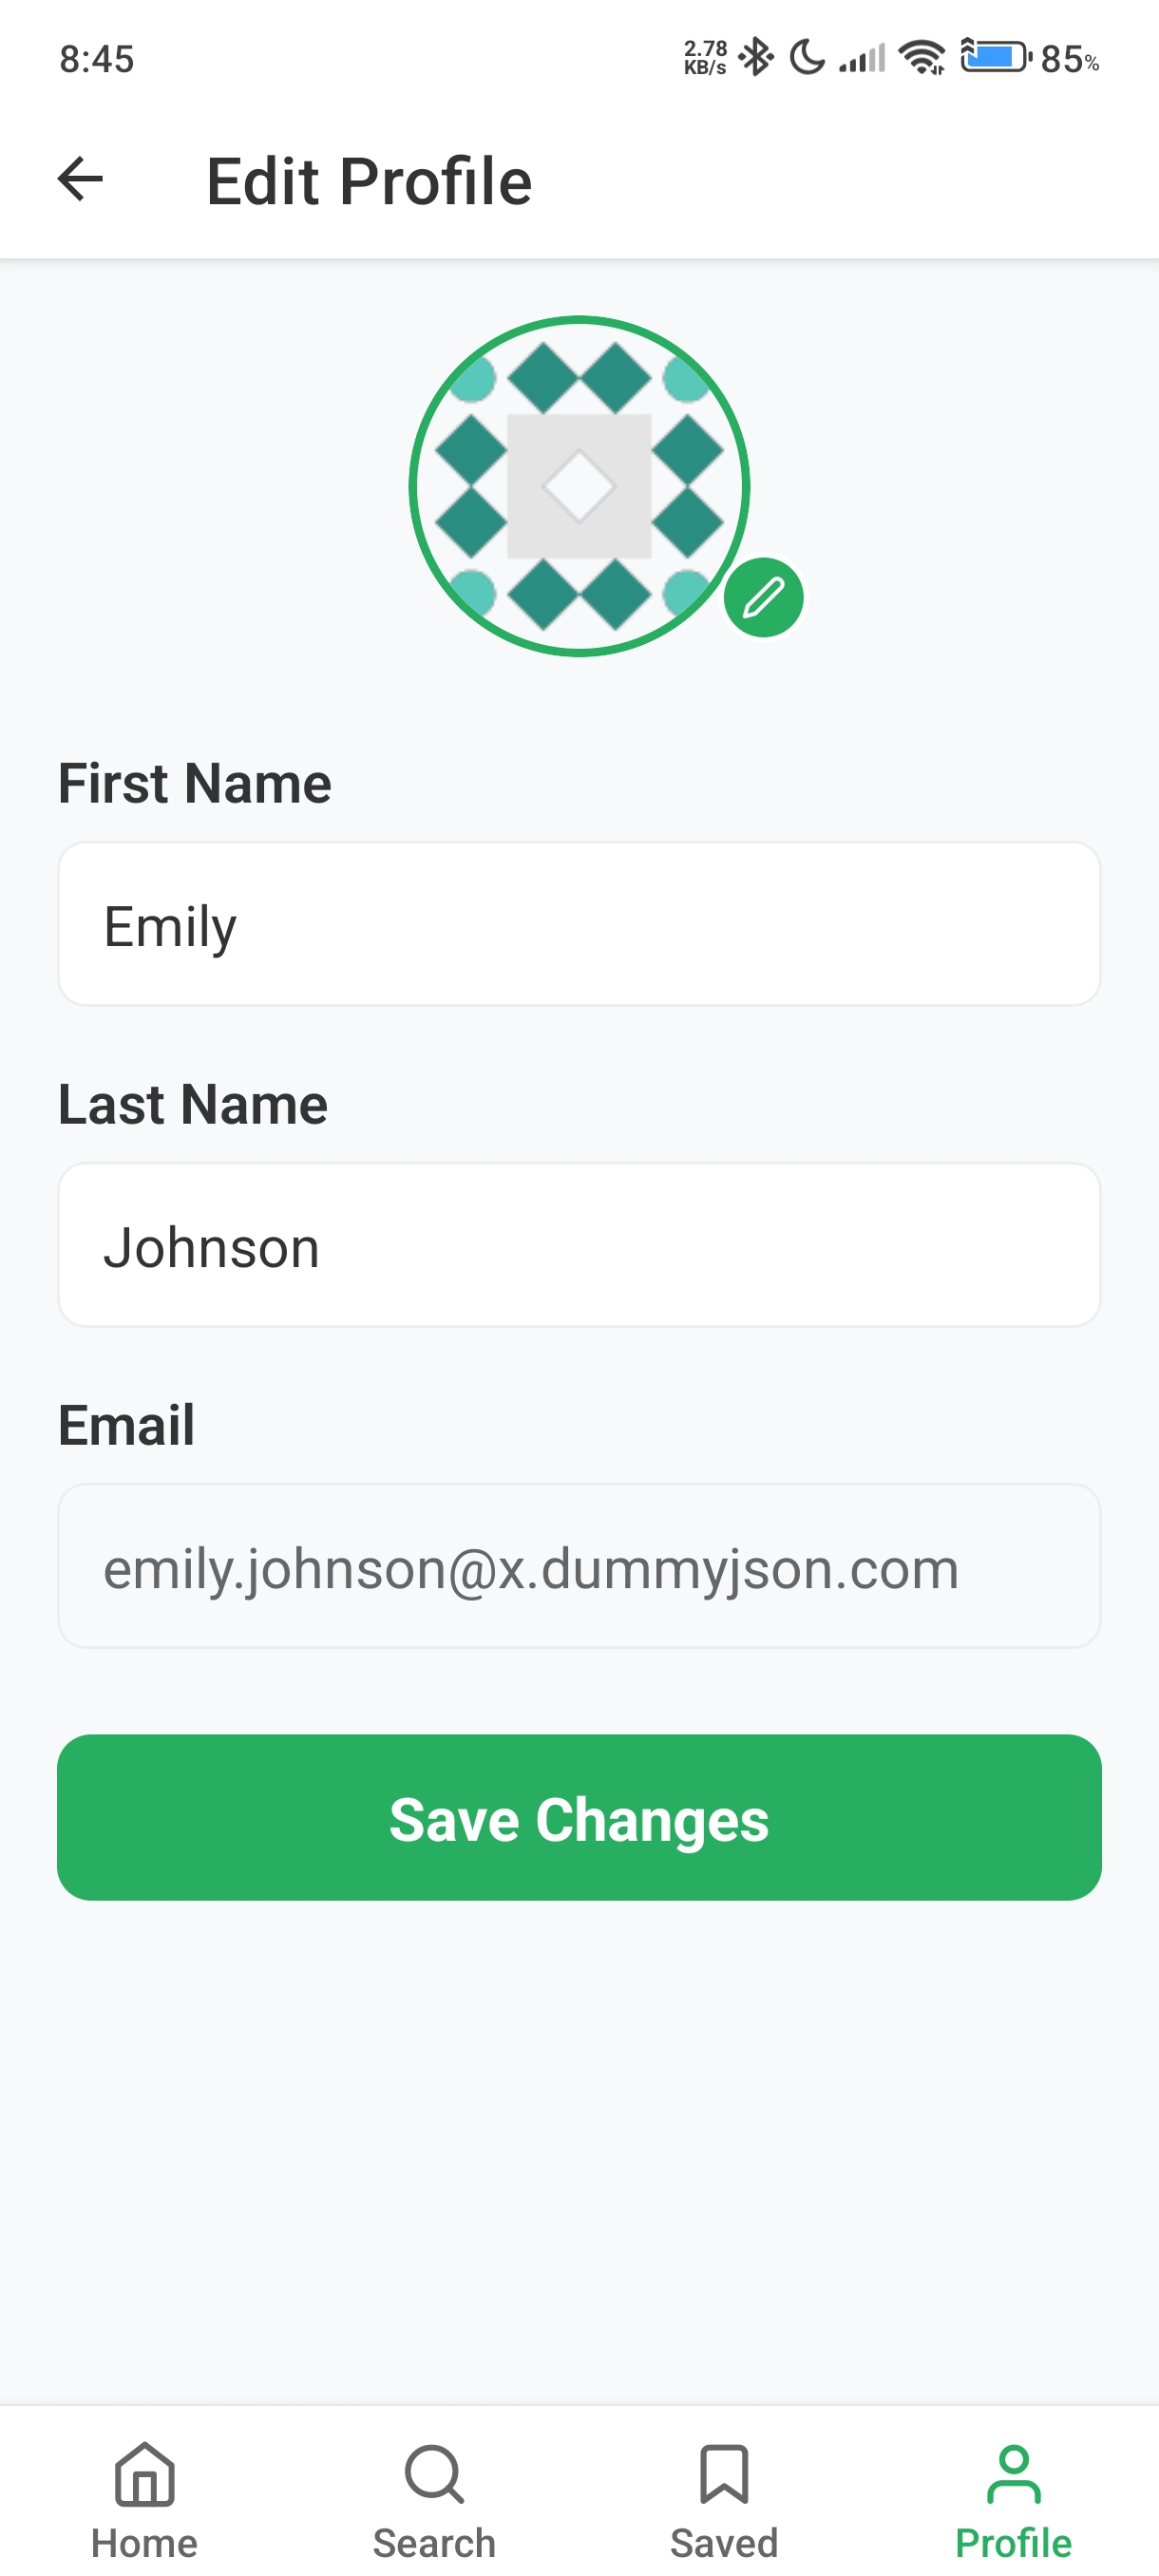 8:45
2.78
KB/s
85%
Edit Profile
First Name
Emily
Last Name
Johnson
Email
emily.johnson@x.dummyjson.com
Save Changes
Home Search Saved Profile